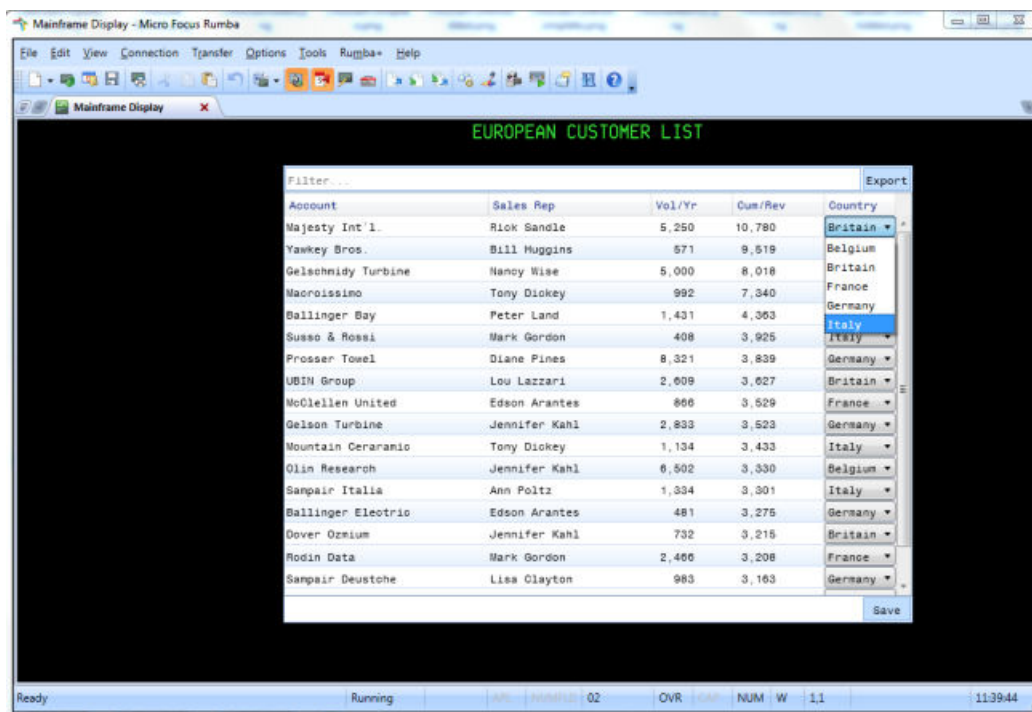 Mainframe Display - Micro Focus Rumba
File Edit View Connection Transfer Options Tools Rumba+ Help
Mainframe Display
EUROPEAN CUSTOMER LIST
Filter... Export
Account Sales Rep Vol/Yr Cum/Rev Country
Majesty Int'l. Rick Sandle 5,250 10,780 Britain
Yawkey Bros. Bill Huggins 571 9,519 Belgium
Britain
Gelschmidy Turbine Nancy Wise 5,000 8,018
France
Macroissimo Tony Dickey 992 7,340
Germany
Ballinger Bay Peter Land 1,431 4,363
Italy
Susso & Rossi Mark Gordon 408 3,925 Italy
Prosser Towel Diane Pines 8,321 3,839 Germany
UBIN Group Lou Lazzari 2,609 3,627 Britain
McClellen United Edson Arantes 866 3,529 France
Gelson Turbine Jennifer Kahl 2,833 3,523 Germany
Mountain Ceraramic Tony Dickey 1,134 3,433 Italy
Olin Research Jennifer Kahl 6,502 3,330 Belgium
Sampair Italia Ann Poltz 1,334 3,301 Italy
Ballinger Electric Edson Arantes 481 3,275 Germany
Dover Ozmium Jennifer Kahl 732 3,215 Britain
Rodin Data Mark Gordon 2,466 3,208 France
Sampair Deustche Lisa Clayton 983 3,163 Germany
Save
Ready Running 02 OVR CAP NUM W 1,1 11:39:44